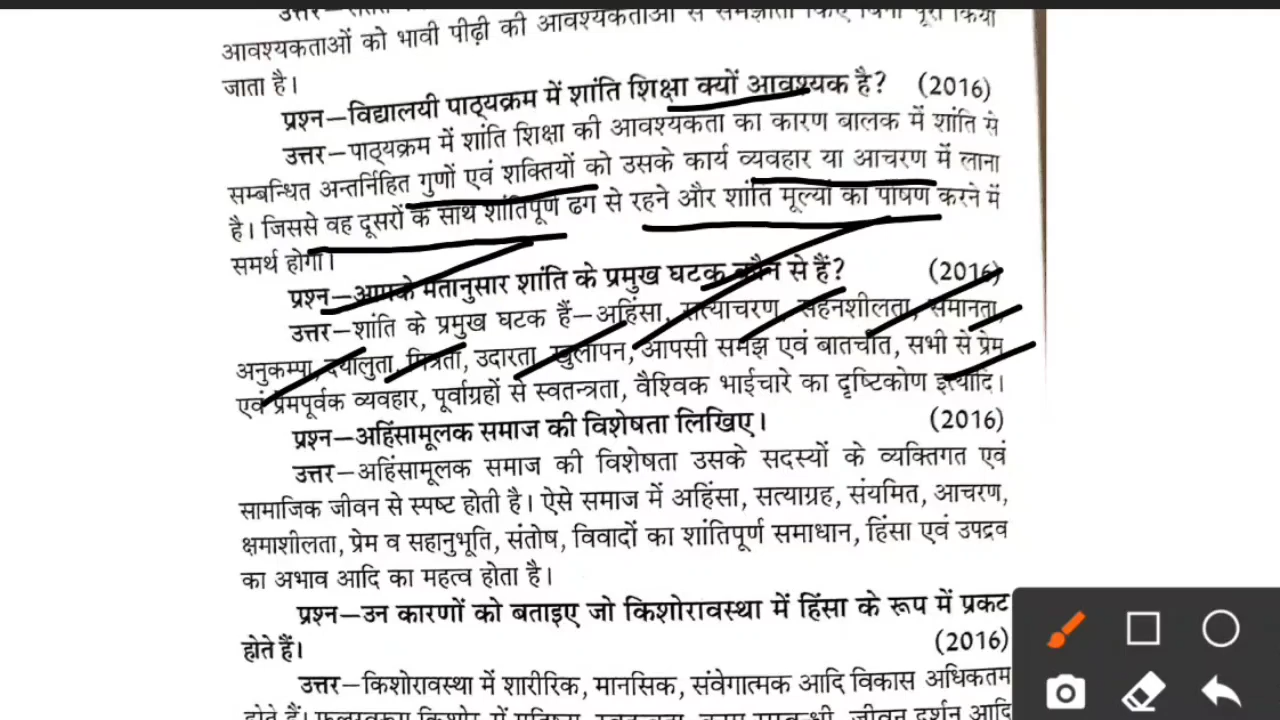 आवश्यकताओं को भावी पीढ़ी की आवश्यकताओं से समझौता किए बिना पूरा किया
जाता है।
प्रश्न–विद्यालयी पाठ्यक्रम में शांति शिक्षा क्यों आवश्यक है? (2016)
उत्तर–पाठ्यक्रम में शांति शिक्षा की आवश्यकता का कारण बालक में शांति से
सम्बन्धित अन्तर्निहित गुणों एवं शक्तियों को उसके कार्य व्यवहार या आचरण में लाना
है। जिससे वह दूसरों के साथ शांतिपूर्ण ढंग से रहने और शांति मूल्यों का पोषण करने में
समर्थ होगा।
प्रश्न–आपके मतानुसार शांति के प्रमुख घटक कौन से हैं? (2016)
उत्तर–शांति के प्रमुख घटक हैं–अहिंसा, सत्याचरण, सहनशीलता, समानता,
अनुकम्पा, दयालुता, मित्रता, उदारता, खुलापन, आपसी समझ एवं बातचीत, सभी से प्रेम
एवं प्रेमपूर्वक व्यवहार, पूर्वाग्रहों से स्वतन्त्रता, वैश्विक भाईचारे का दृष्टिकोण इत्यादि।
प्रश्न–अहिंसामूलक समाज की विशेषता लिखिए। (2016)
उत्तर–अहिंसामूलक समाज की विशेषता उसके सदस्यों के व्यक्तिगत एवं
सामाजिक जीवन से स्पष्ट होती है। ऐसे समाज में अहिंसा, सत्याग्रह, संयमित, आचरण,
क्षमाशीलता, प्रेम व सहानुभूति, संतोष, विवादों का शांतिपूर्ण समाधान, हिंसा एवं उपद्रव
का अभाव आदि का महत्व होता है।
प्रश्न–उन कारणों को बताइए जो किशोरावस्था में हिंसा के रूप में प्रकट
होते हैं। (2016)
उत्तर–किशोरावस्था में शारीरिक, मानसिक, संवेगात्मक आदि विकास अधिकतम